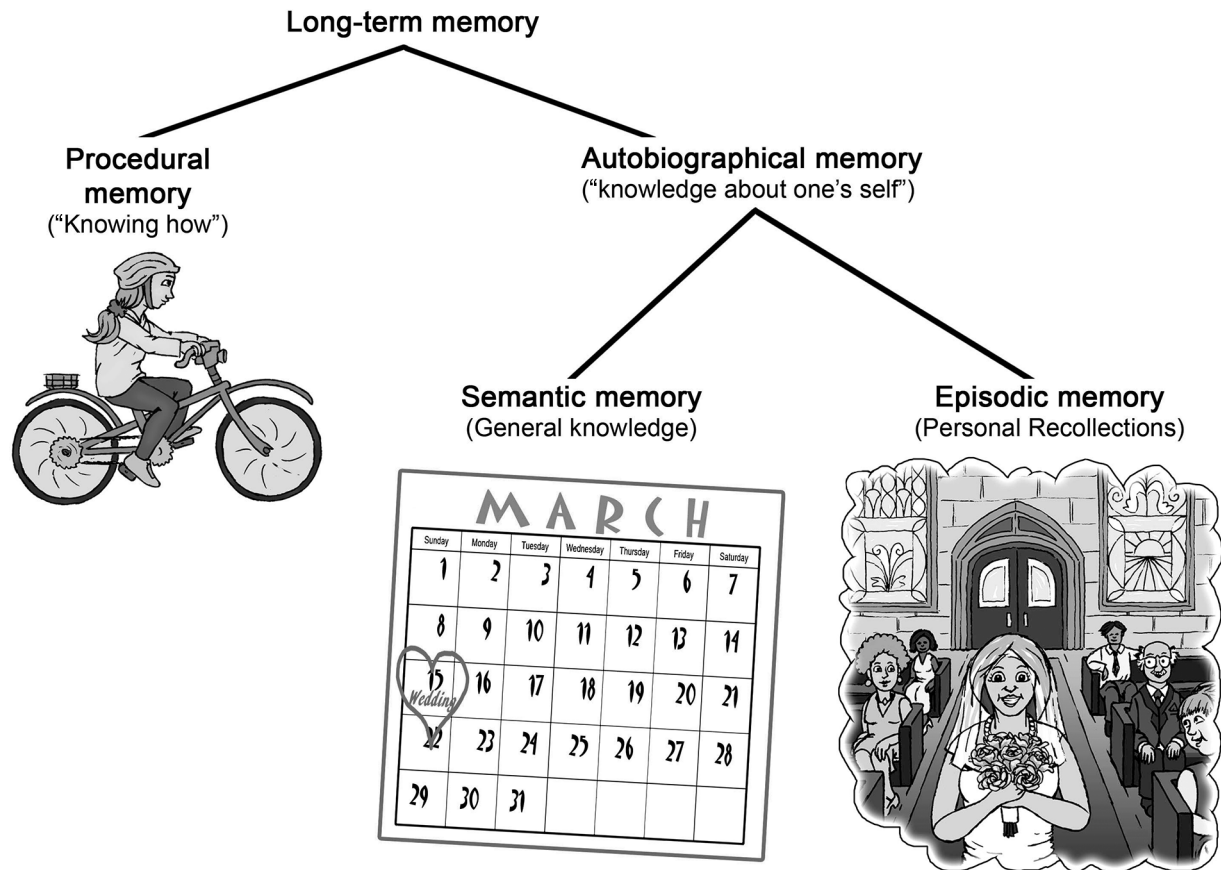 Long-term memory
Procedural
memory
(“Knowing how”)
Autobiographical memory
(“knowledge about one’s self”)
Semantic memory
(General knowledge)
Episodic memory
(Personal Recollections)
MARCH
Sunday Monday Tuesday Wednesday Thursday Friday Saturday
1 2 3 4 5 6 7
8 9 10 11 12 13 14
15 16 17 18 19 20 21
Wedding
22 23 24 25 26 27 28
29 30 31